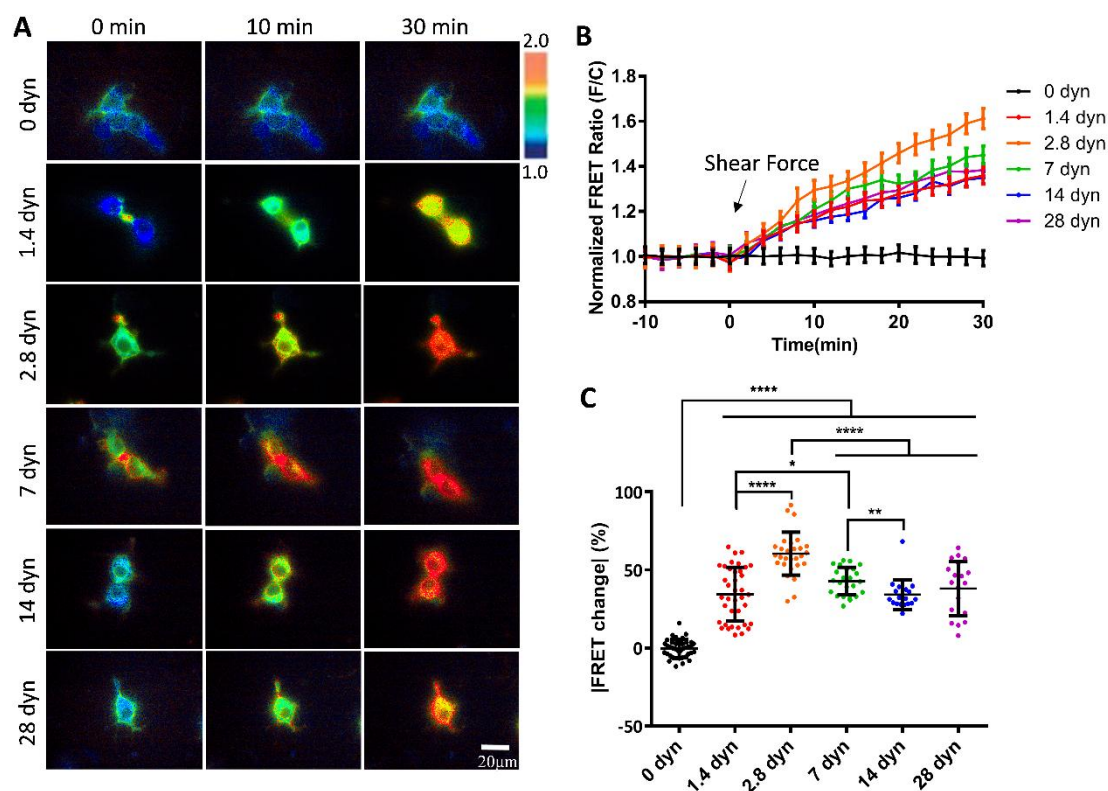 A
0 min 10 min 30 min
2.0
1.0
0 dyn
1.4 dyn
2.8 dyn
7 dyn
14 dyn
28 dyn
20μm
B
Normalized FRET Ratio (F/C)
1.8
1.6
1.4
1.2
1.0
0.8
Shear Force
-10 0 10 20 30
Time(min)
0 dyn
1.4 dyn
2.8 dyn
7 dyn
14 dyn
28 dyn
C
****
****
*
****
**
|FRET change| (%)
100
50
0
-50
0 dyn 1.4 dyn 2.8 dyn 7 dyn 14 dyn 28 dyn